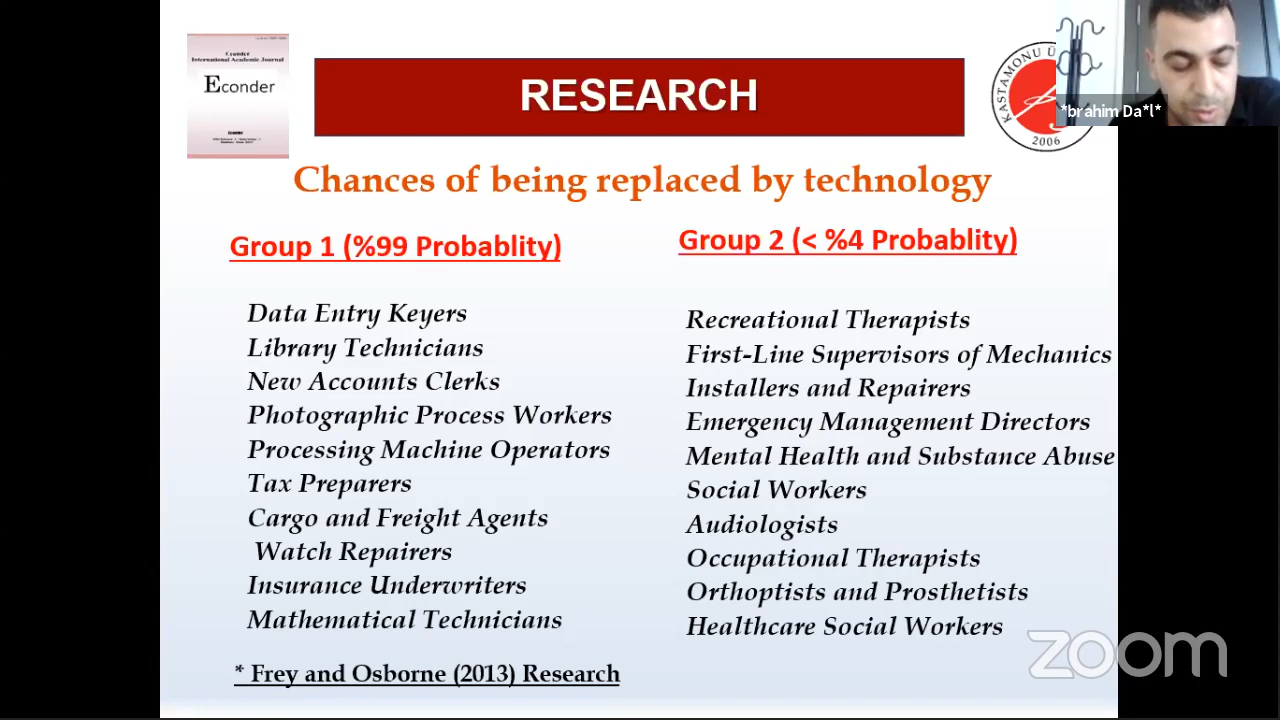 Econder
International Academic Journal
Econder
RESEARCH
KASTAMONU Ü
2006
*brahim Da*l*
Chances of being replaced by technology
Group 1 (%99 Probablity)
Data Entry Keyers
Library Technicians
New Accounts Clerks
Photographic Process Workers
Processing Machine Operators
Tax Preparers
Cargo and Freight Agents
Watch Repairers
Insurance Underwriters
Mathematical Technicians
* Frey and Osborne (2013) Research
Group 2 (< %4 Probablity)
Recreational Therapists
First-Line Supervisors of Mechanics
Installers and Repairers
Emergency Management Directors
Mental Health and Substance Abuse
Social Workers
Audiologists
Occupational Therapists
Orthoptists and Prosthetists
Healthcare Social Workers
zoom